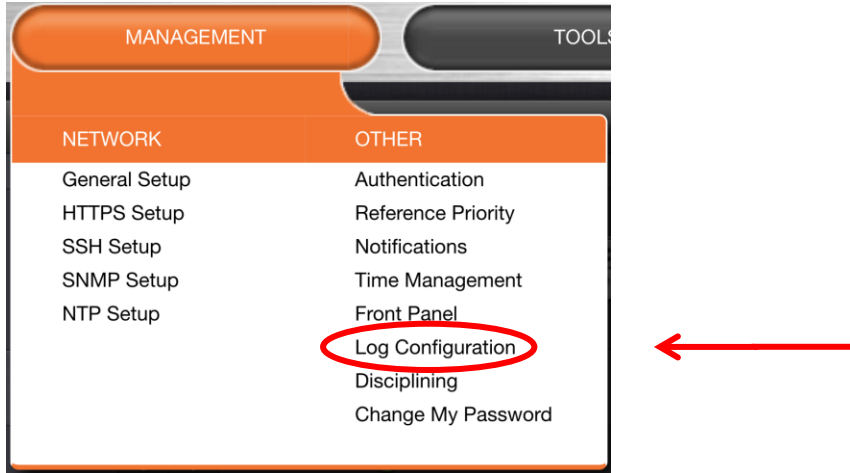 MANAGEMENT
TOOLS
NETWORK
General Setup
HTTPS Setup
SSH Setup
SNMP Setup
NTP Setup
OTHER
Authentication
Reference Priority
Notifications
Time Management
Front Panel
Log Configuration
Disciplining
Change My Password